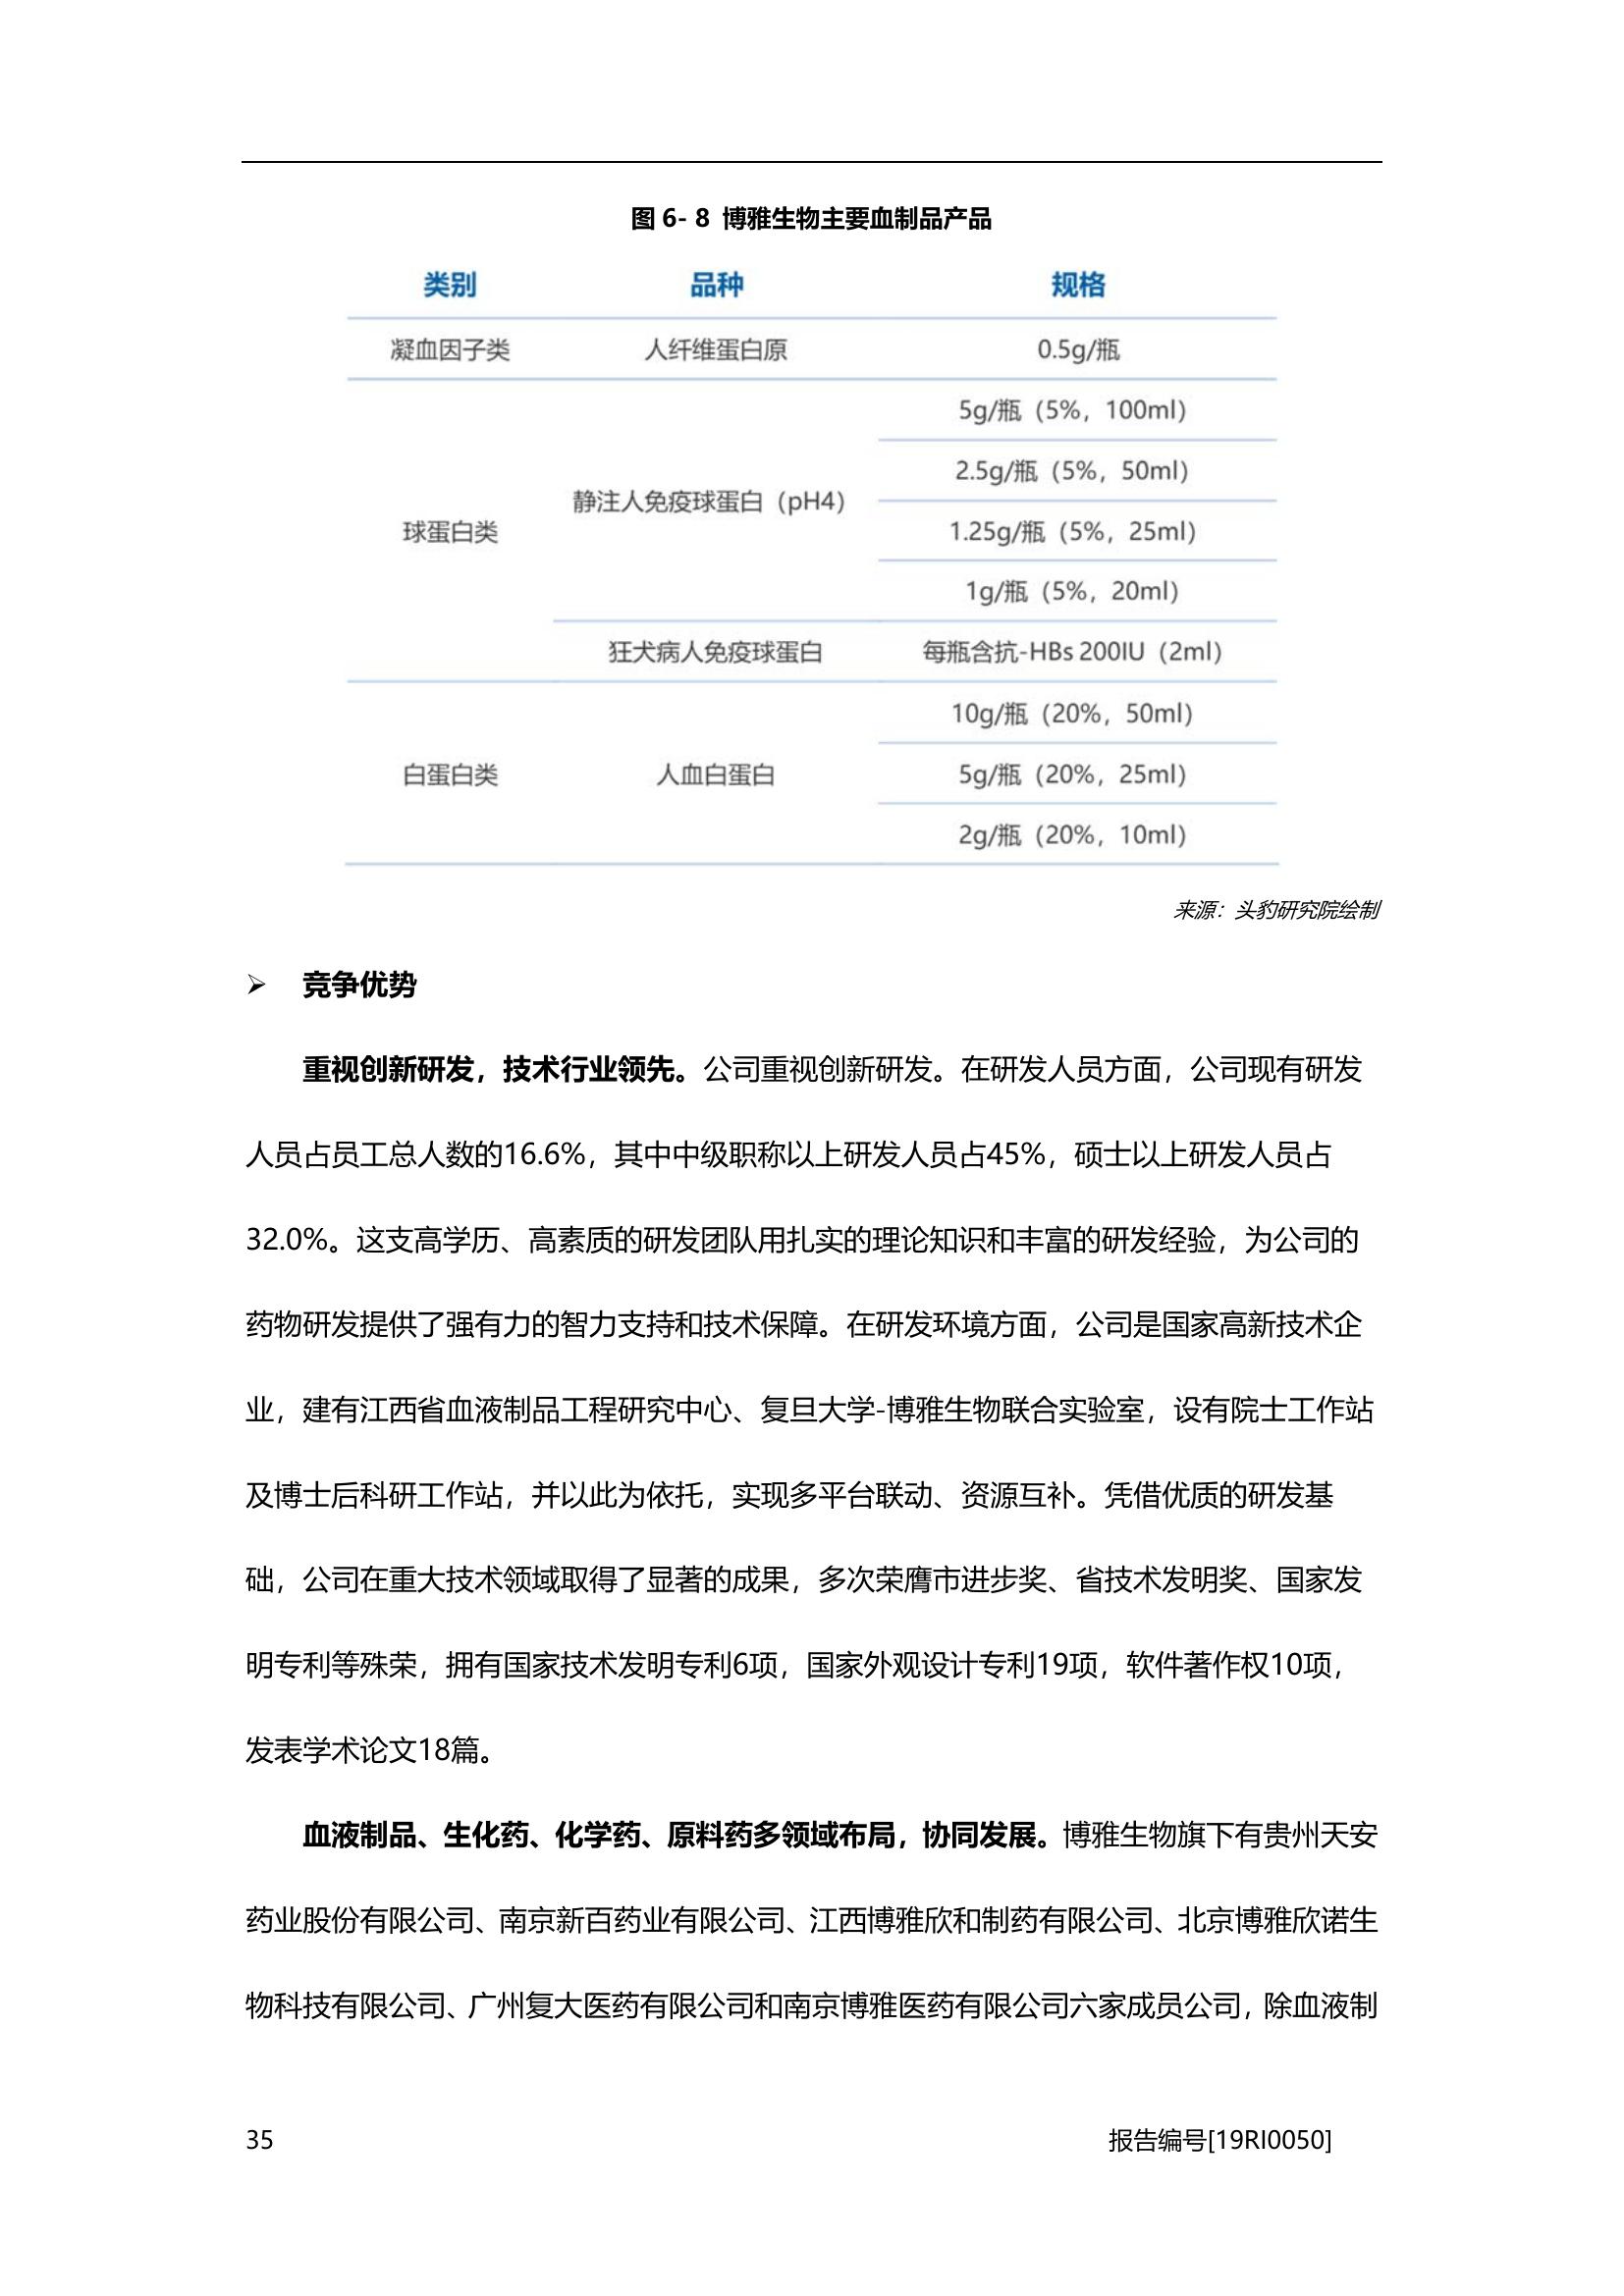 图 6- 8 博雅生物主要血制品产品
类别 品种 规格
凝血因子类 人纤维蛋白原 0.5g/瓶
5g/瓶（5%，100ml）
2.5g/瓶（5%，50ml）
静注人免疫球蛋白（pH4）
球蛋白类 1.25g/瓶（5%，25ml）
1g/瓶（5%，20ml）
狂犬病人免疫球蛋白 每瓶含抗-HBs 200IU（2ml）
10g/瓶（20%，50ml）
白蛋白类 人血白蛋白 5g/瓶（20%，25ml）
2g/瓶（20%，10ml）
来源：头豹研究院绘制
➢ 竞争优势
重视创新研发，技术行业领先。公司重视创新研发。在研发人员方面，公司现有研发
人员占员工总人数的16.6%，其中中级职称以上研发人员占45%，硕士以上研发人员占
32.0%。这支高学历、高素质的研发团队用扎实的理论知识和丰富的研发经验，为公司的
药物研发提供了强有力的智力支持和技术保障。在研发环境方面，公司是国家高新技术企
业，建有江西省血液制品工程研究中心、复旦大学-博雅生物联合实验室，设有院士工作站
及博士后科研工作站，并以此为依托，实现多平台联动、资源互补。凭借优质的研发基
础，公司在重大技术领域取得了显著的成果，多次荣膺市进步奖、省技术发明奖、国家发
明专利等殊荣，拥有国家技术发明专利6项，国家外观设计专利19项，软件著作权10项，
发表学术论文18篇。
血液制品、生化药、化学药、原料药多领域布局，协同发展。博雅生物旗下有贵州天安
药业股份有限公司、南京新百药业有限公司、江西博雅欣和制药有限公司、北京博雅欣诺生
物科技有限公司、广州复大医药有限公司和南京博雅医药有限公司六家成员公司，除血液制
35 报告编号[19RI0050]